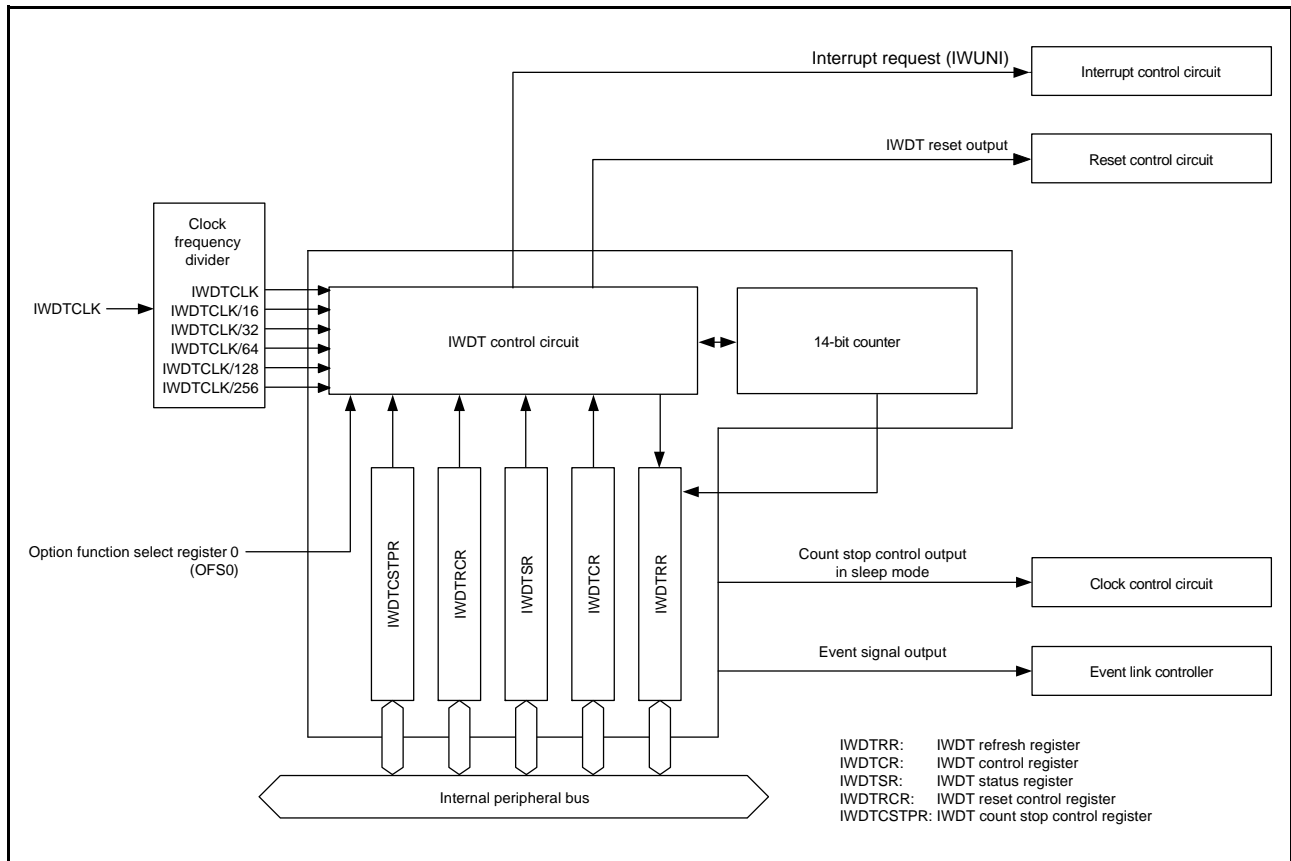 Interrupt request (IWUNI)
Interrupt control circuit
IWDT reset output
Reset control circuit
Clock
frequency
divider
IWDTCLK
IWDTCLK
IWDTCLK/16
IWDTCLK/32
IWDTCLK/64
IWDTCLK/128
IWDTCLK/256
IWDT control circuit
14-bit counter
Option function select register 0
(OFS0)
IWDTCSTPR
IWDTRCR
IWDTSR
IWDTCR
IWDTRR
Count stop control output
in sleep mode
Clock control circuit
Event signal output
Event link controller
Internal peripheral bus
IWDTRR: IWDT refresh register
IWDTCR: IWDT control register
IWDTSR: IWDT status register
IWDTRCR: IWDT reset control register
IWDTCSTPR: IWDT count stop control register